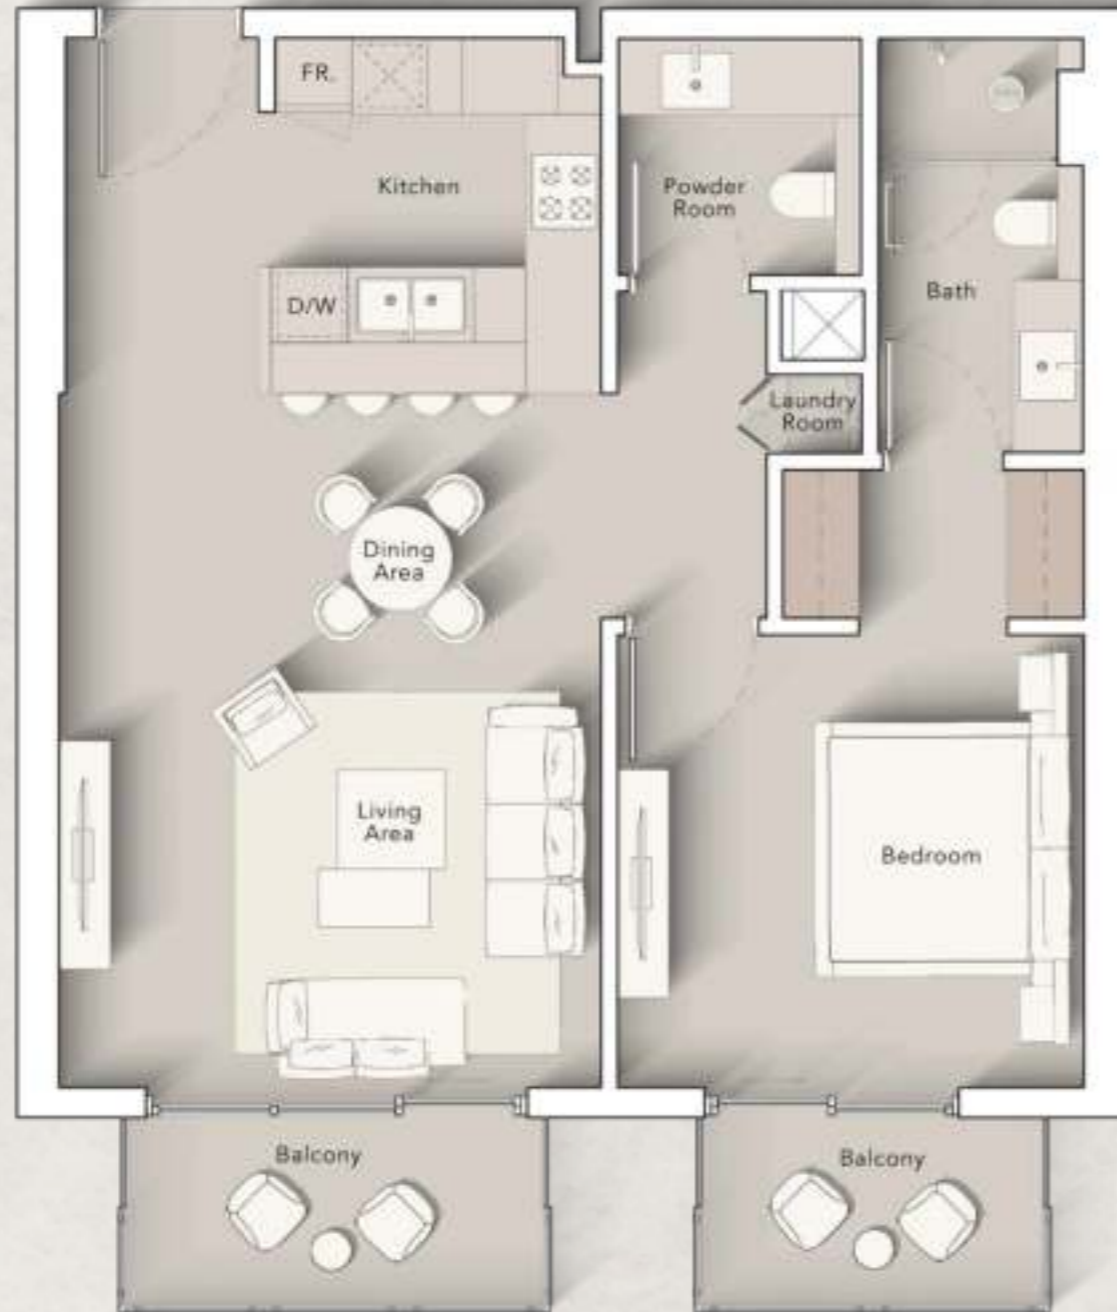 FR.
Kitchen
Powder
Room
D/W
Bath
Laundry
Room
Dining
Area
Living
Area
Bedroom
Balcony
Balcony